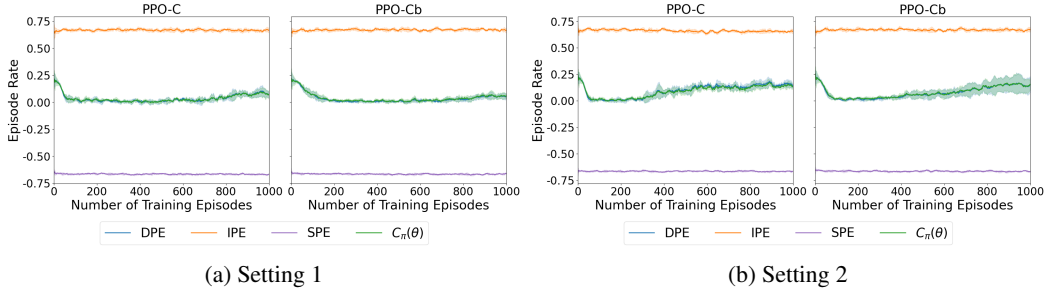 PPO-C
PPO-Cb
PPO-C
PPO-Cb
Episode Rate
0.75
0.50
0.25
0.00
-0.25
-0.50
-0.75
0 200 400 600 800 1000
0 200 400 600 800 1000
Number of Training Episodes
Number of Training Episodes
DPE IPE SPE C_π(θ)
(a) Setting 1
Episode Rate
0.75
0.50
0.25
0.00
-0.25
-0.50
-0.75
0 200 400 600 800 1000
0 200 400 600 800 1000
Number of Training Episodes
Number of Training Episodes
DPE IPE SPE C_π(θ)
(b) Setting 2